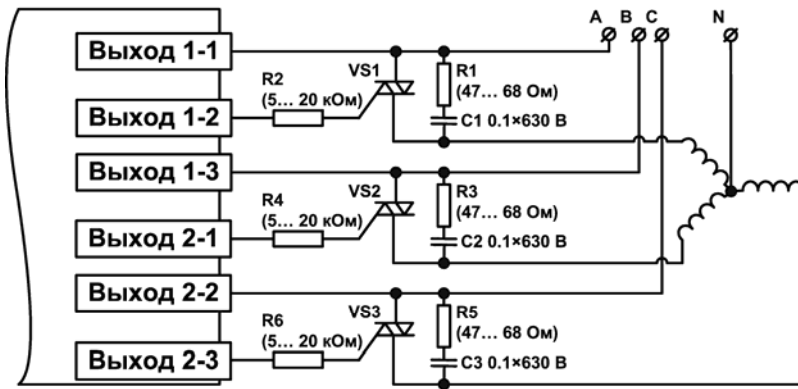 A B C N
Выход 1-1
R2
(5... 20 кОм)
VS1
R1
(47... 68 Ом)
C1 0.1×630 В
Выход 1-2
Выход 1-3
R4
(5... 20 кОм)
VS2
R3
(47... 68 Ом)
C2 0.1×630 В
Выход 2-1
Выход 2-2
R6
(5... 20 кОм)
VS3
R5
(47... 68 Ом)
C3 0.1×630 В
Выход 2-3